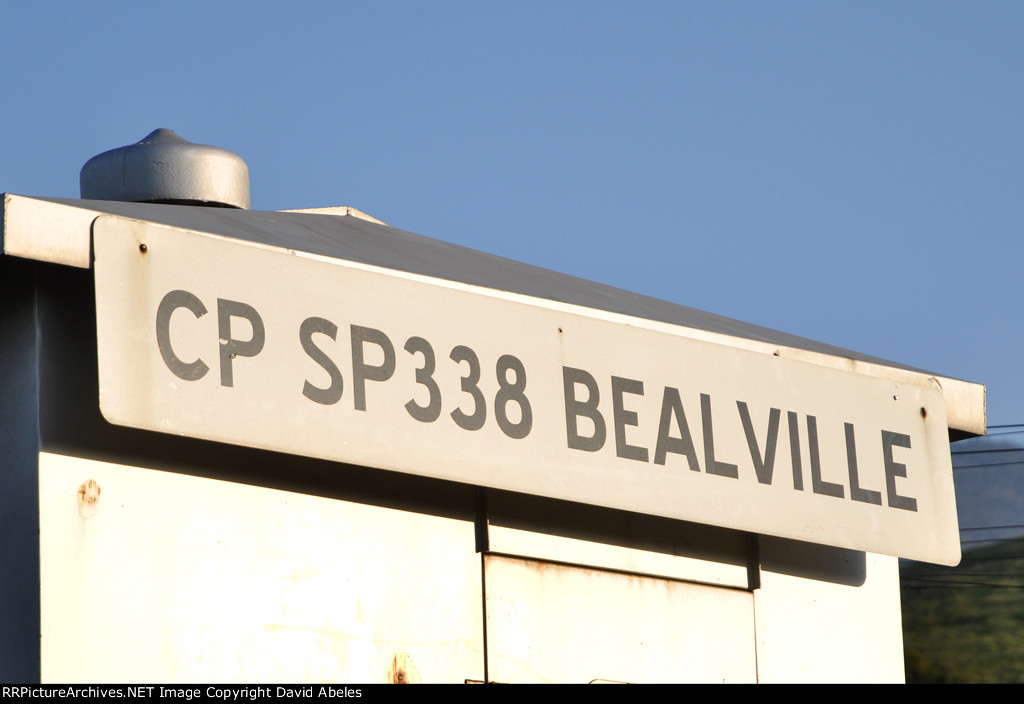 CP SP338 BEALVILLE
RRPictureArchives.NET Image Copyright David Abeles